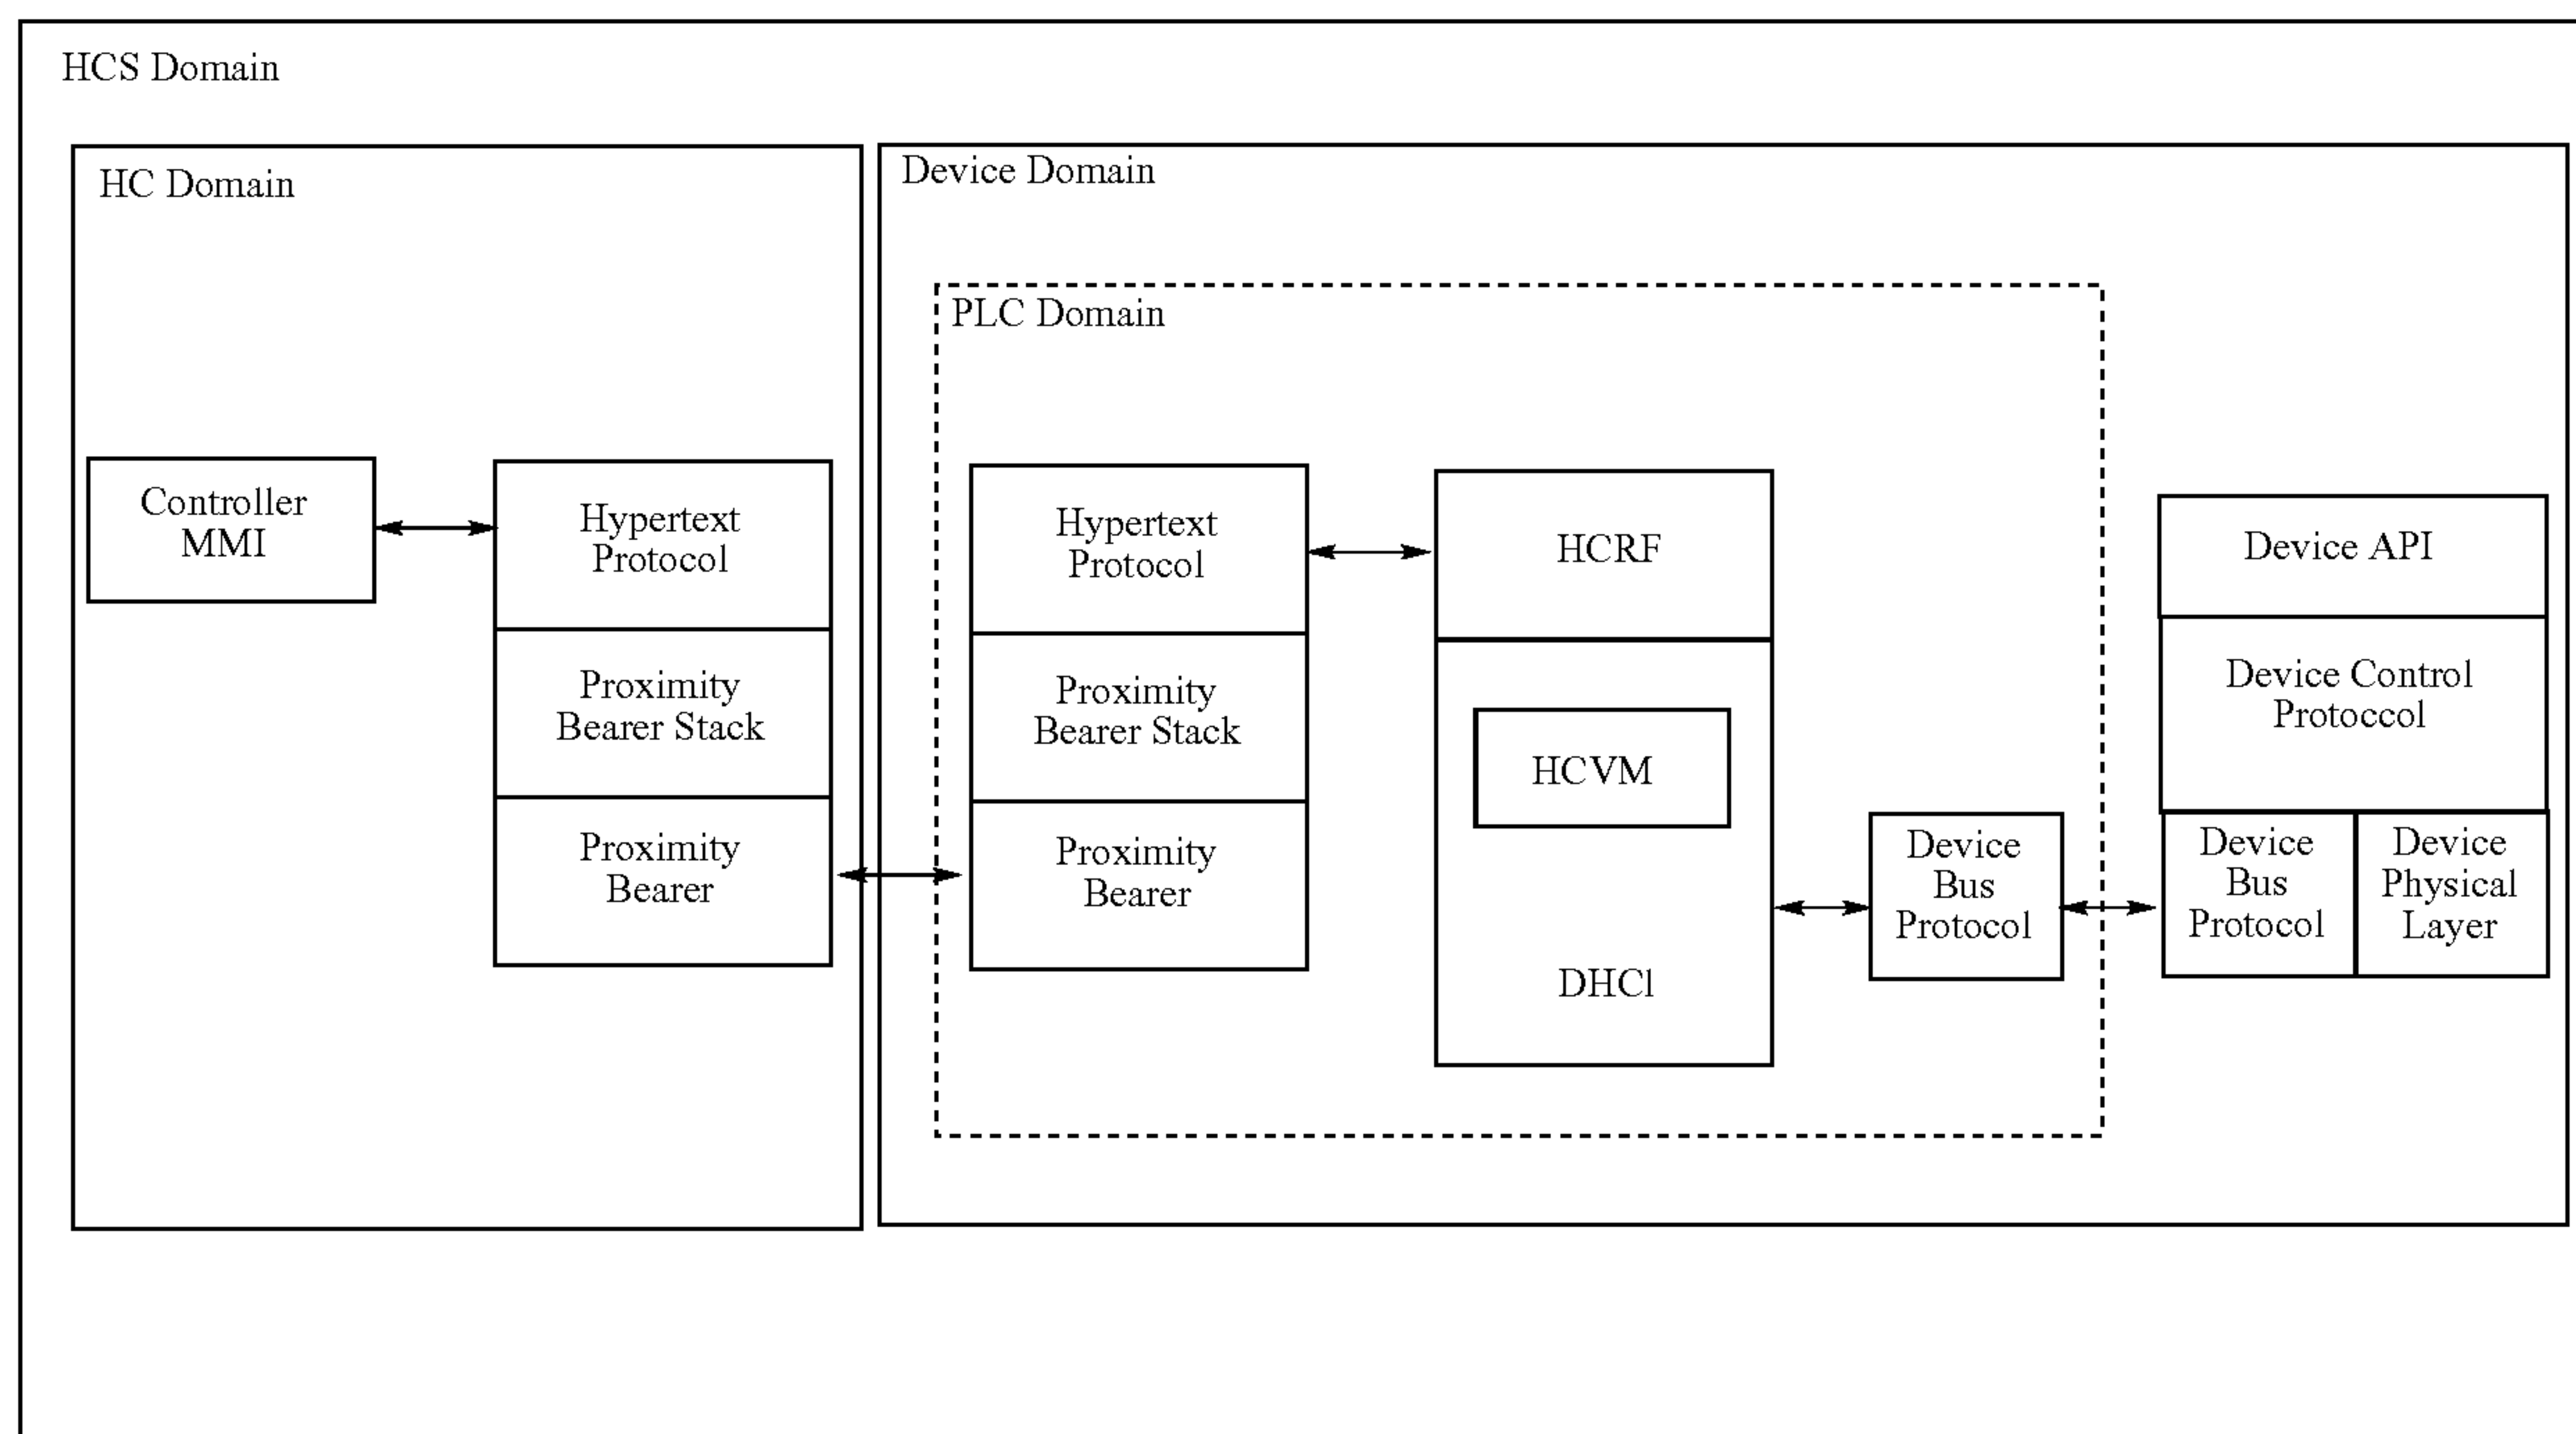 HCS Domain
HC Domain
Device Domain
PLC Domain
Controller
MMI
Hypertext
Protocol
Proximity
Bearer Stack
Proximity
Bearer
Hypertext
Protocol
Proximity
Bearer Stack
Proximity
Bearer
HCRF
HCVM
DHCl
Device
Bus
Protocol
Device API
Device Control
Protoccol
Device
Bus
Protocol
Device
Physical
Layer